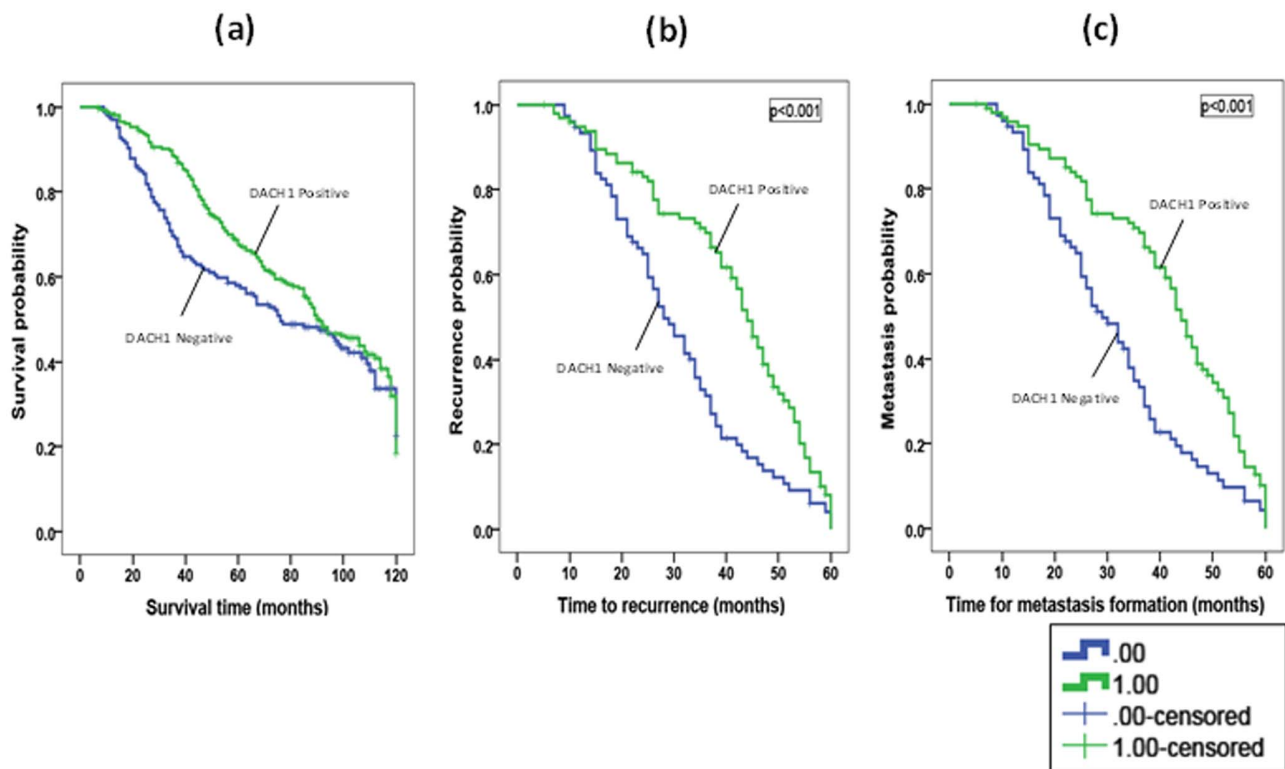 (a)
(b)
(c)
Survival probability
1.0
0.8
0.6
0.4
0.2
0.0
DACH1 Positive
DACH1 Negative
0 20 40 60 80 100 120
Survival time (months)
Recurrence probability
1.0
0.8
0.6
0.4
0.2
0.0
p<0.001
DACH1 Positive
DACH1 Negative
0 10 20 30 40 50 60
Time to recurrence (months)
Metastasis probability
1.0
0.8
0.6
0.4
0.2
0.0
p<0.001
DACH1 Positive
DACH1 Negative
0 10 20 30 40 50 60
Time for metastasis formation (months)
.00
1.00
.00-censored
1.00-censored